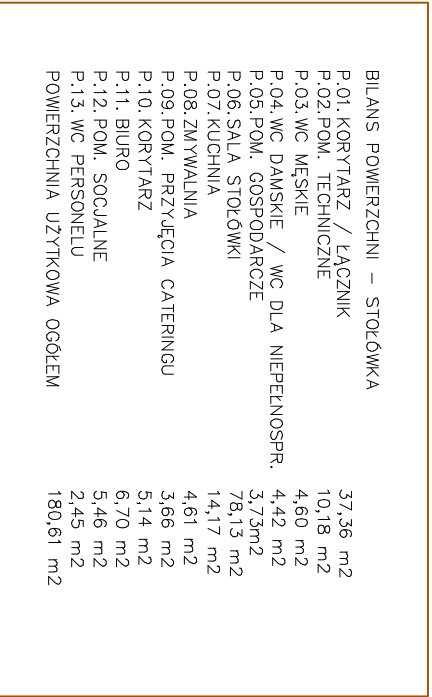 BILANS POWIERZCHNI – STOŁÓWKA
P.01. KORYTARZ / ŁĄCZNIK 37,36 m2
P.02. POM. TECHNICZNE 10,18 m2
P.03. WC MĘSKIE 4,60 m2
P.04. WC DAMSKIE / WC DLA NIEPEŁNOSPR. 4,42 m2
P.05. POM. GOSPODARCZE 3,73m2
P.06. SALA STOŁÓWKI 78,13 m2
P.07. KUCHNIA 14,17 m2
P.08. ZMYWALNIA 4,61 m2
P.09. POM. PRZYJĘCIA CATERINGU 3,66 m2
P.10. KORYTARZ 5,14 m2
P.11. BIURO 6,70 m2
P.12. POM. SOCJALNE 5,46 m2
P.13. WC PERSONELU 2,45 m2
POWIERZCHNIA UŻYTKOWA OGÓŁEM 180,61 m2